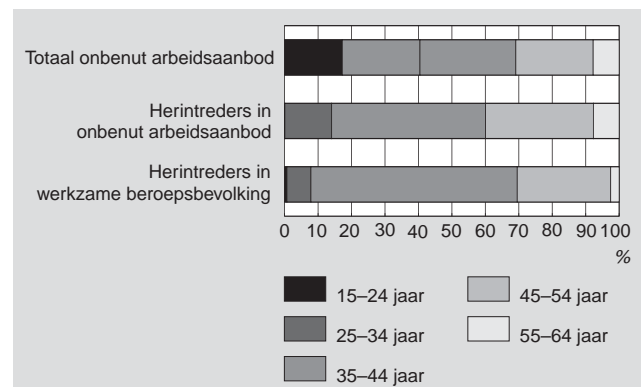 Totaal onbenut arbeidsaanbod
Herintreders in
onbenut arbeidsaanbod
Herintreders in
werkzame beroepsbevolking
0 10 20 30 40 50 60 70 80 90 100
%
15–24 jaar
45–54 jaar
25–34 jaar
55–64 jaar
35–44 jaar